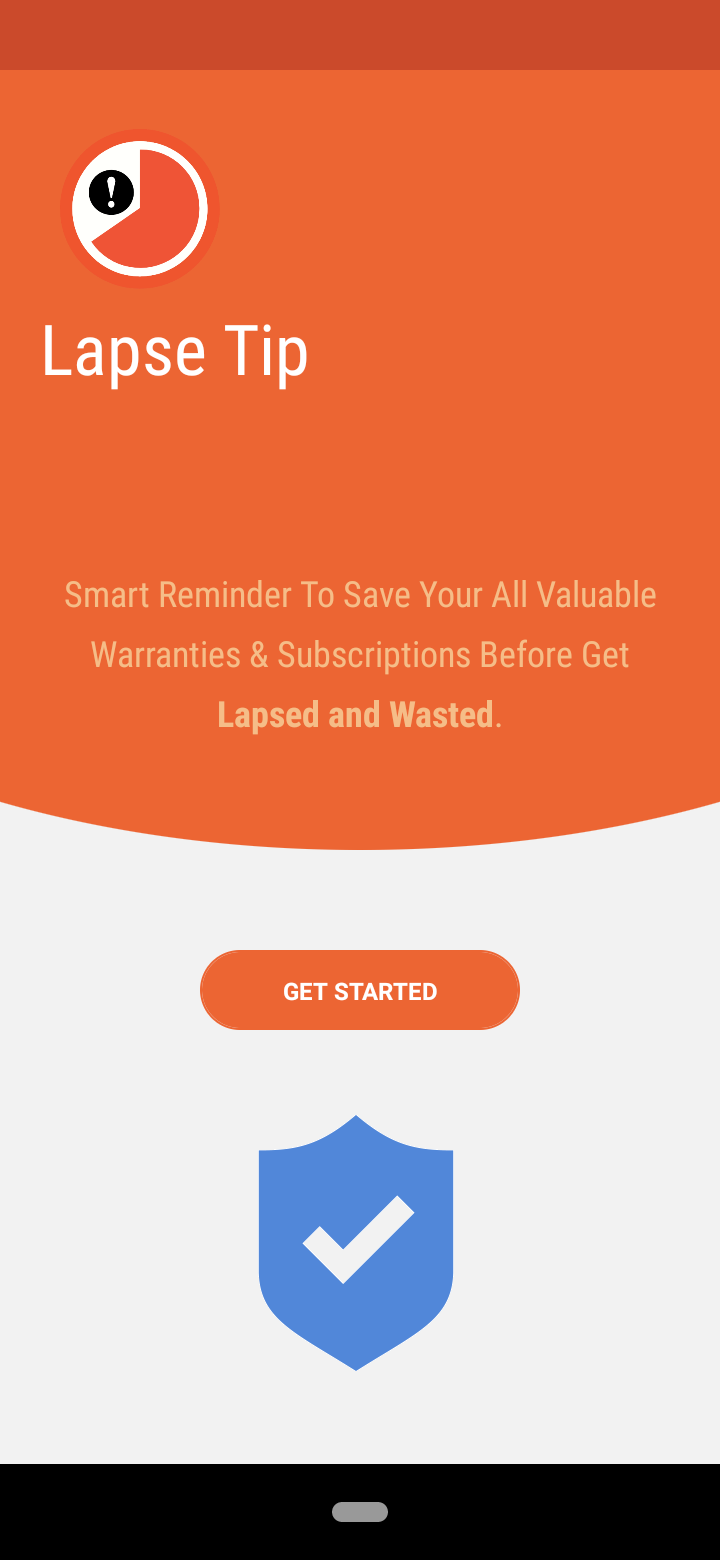 Lapse Tip
Smart Reminder To Save Your All Valuable
Warranties & Subscriptions Before Get
Lapsed and Wasted.
GET STARTED